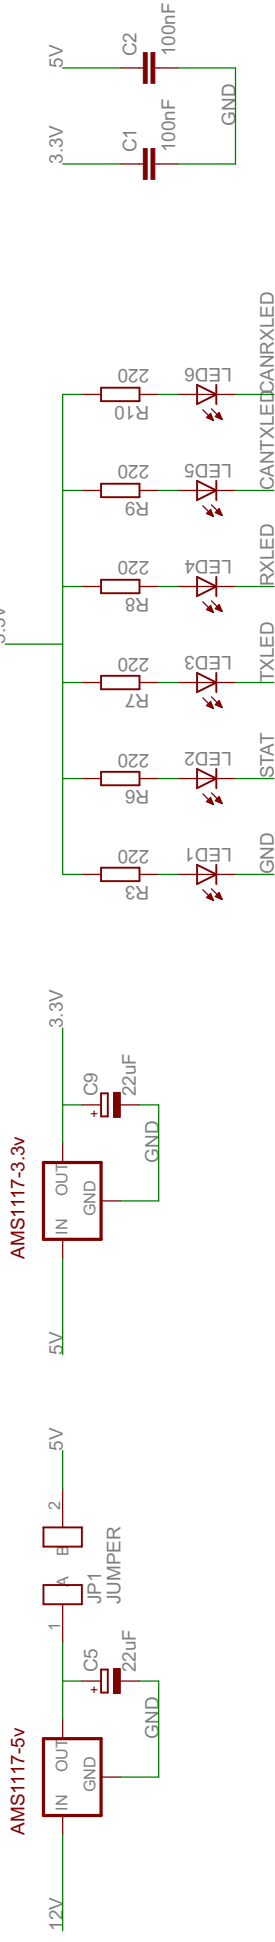 5V
C2
100nF
3.3V
C1
100nF
GND
220
R10
LED6
CANRXLED
220
R9
LED5
CANTXLED
220
R8
LED4
RXLED
220
R7
LED3
TXLED
220
R6
LED2
STAT
220
R3
LED1
GND
3.3V
C9
22uF
+
GND
AMS1117-3.3v
IN
OUT
GND
5V
5V
2
B
A
1
JP1
JUMPER
C5
22uF
+
GND
AMS1117-5v
IN
OUT
GND
12V